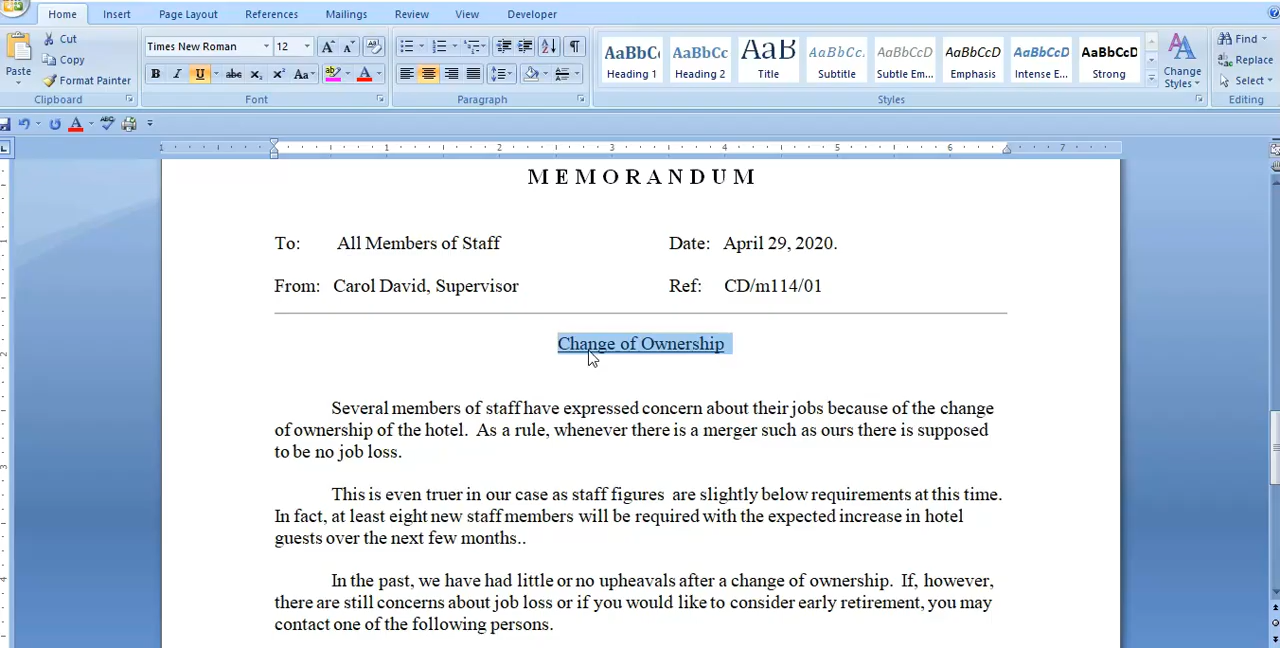 Home Insert Page Layout References Mailings Review View Developer
Paste Cut Copy Format Painter Clipboard
Times New Roman 12 Font
Paragraph
AaBbCc AaBbCc AaB AaBbCc. AaBbCcD AaBbCcD AaBbCcD AaBbCcD
Heading 1 Heading 2 Title Subtitle Subtle Em... Emphasis Intense E... Strong
Change Styles Styles
Find Replace Select Editing
1 1 2 3 4 5 6 7
MEMORANDUM
To: All Members of Staff Date: April 29, 2020.
From: Carol David, Supervisor Ref: CD/m114/01
Change of Ownership
Several members of staff have expressed concern about their jobs because of the change
of ownership of the hotel. As a rule, whenever there is a merger such as ours there is supposed
to be no job loss.
This is even truer in our case as staff figures are slightly below requirements at this time.
In fact, at least eight new staff members will be required with the expected increase in hotel
guests over the next few months..
In the past, we have had little or no upheavals after a change of ownership. If, however,
there are still concerns about job loss or if you would like to consider early retirement, you may
contact one of the following persons.